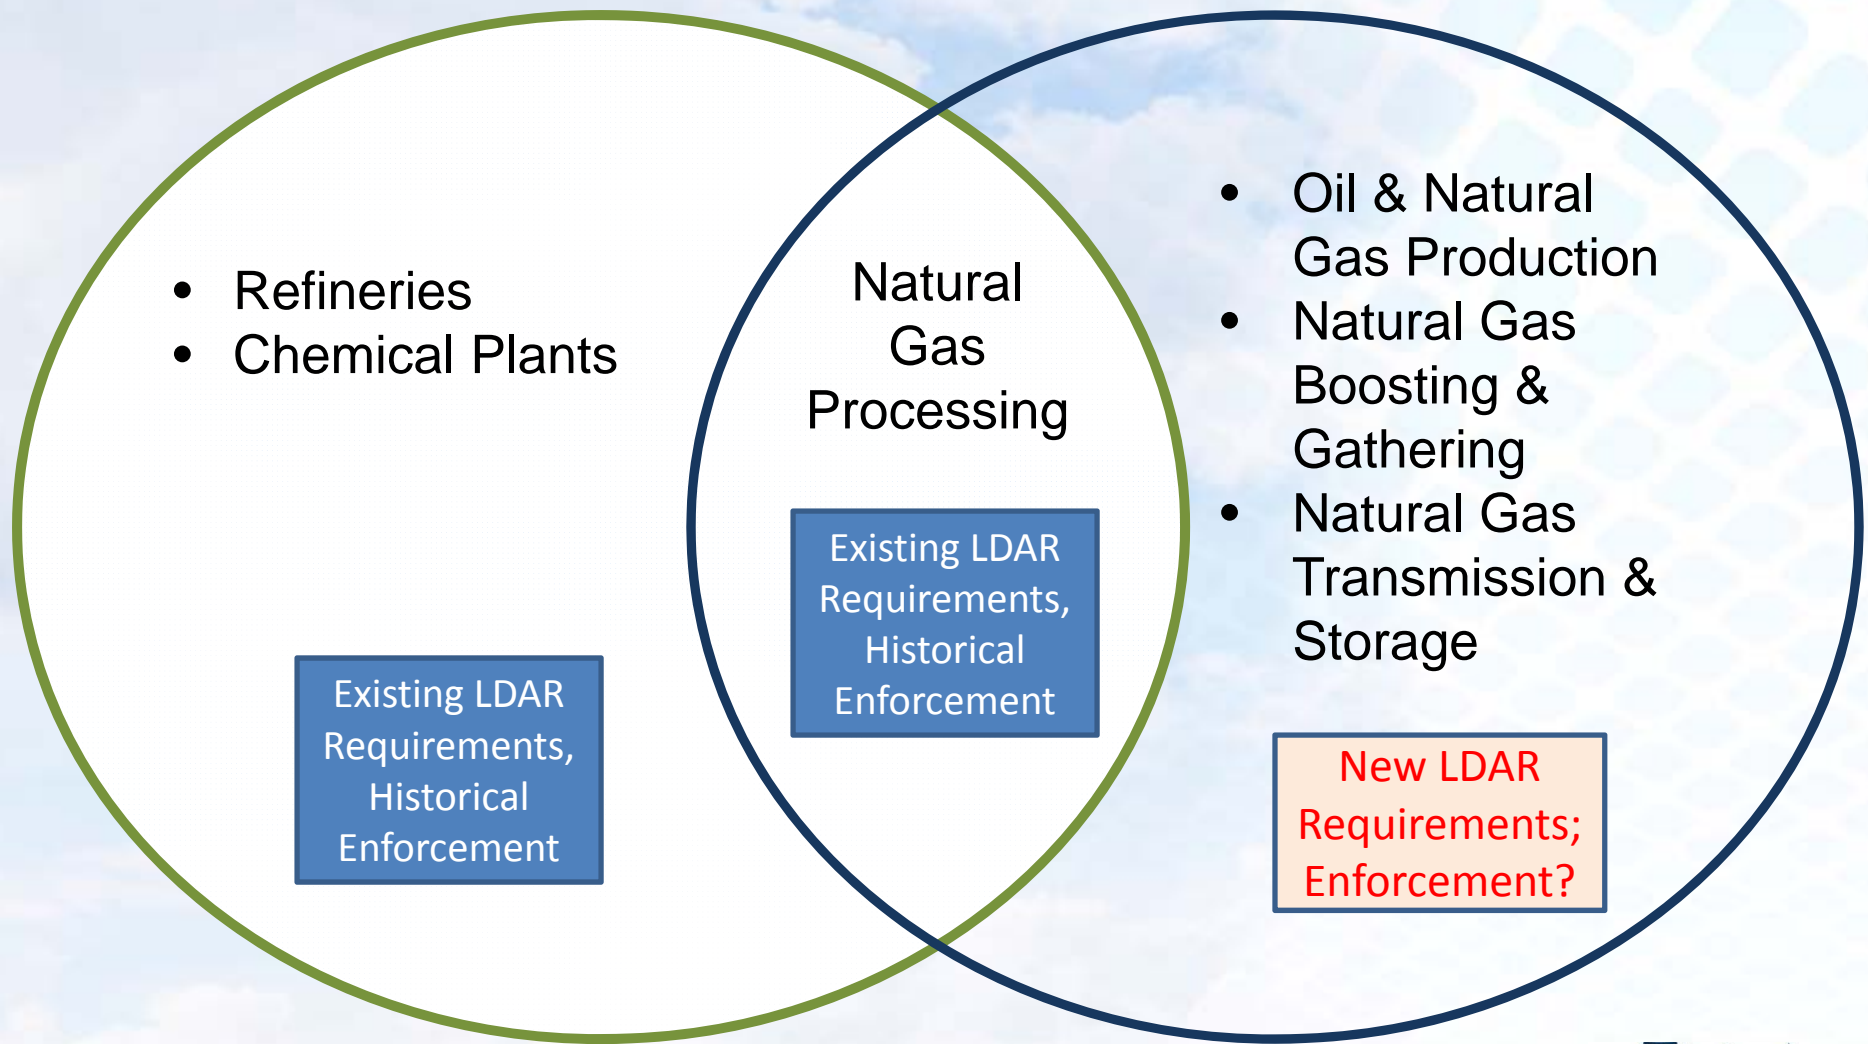 • Refineries
• Chemical Plants
Existing LDAR
Requirements,
Historical
Enforcement
Natural
Gas
Processing
Existing LDAR
Requirements,
Historical
Enforcement
• Oil & Natural
Gas Production
• Natural Gas
Boosting &
Gathering
• Natural Gas
Transmission &
Storage
New LDAR
Requirements;
Enforcement?